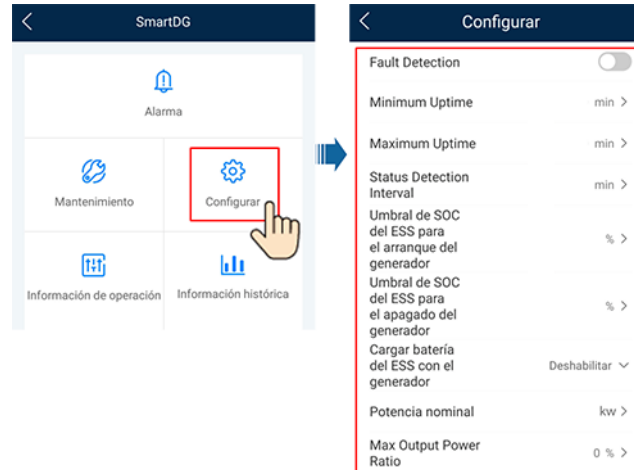 SmartDG
Alarma
Mantenimiento
Configurar
Información de operación
Información histórica
Configurar
Fault Detection
Minimum Uptime
min
Maximum Uptime
min
Status Detection
Interval
min
Umbral de SOC
del ESS para
el arranque del
generador
%
Umbral de SOC
del ESS para
el apagado del
generador
%
Cargar batería
del ESS con el
generador
Deshabilitar
Potencia nominal
kw
Max Output Power
Ratio
0 %